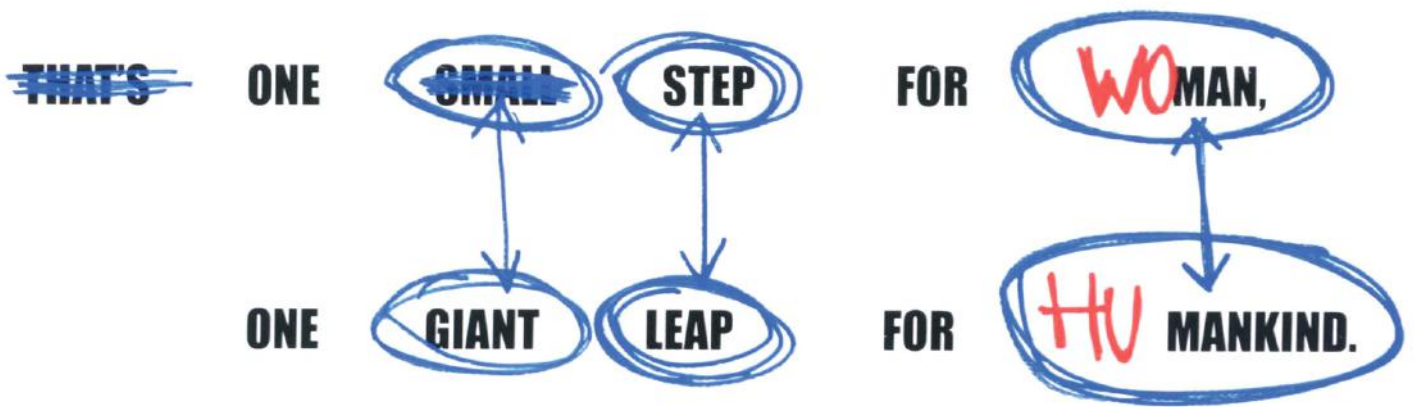 THAT'S ONE SMALL STEP FOR WOMAN,
ONE GIANT LEAP FOR HUMANKIND.